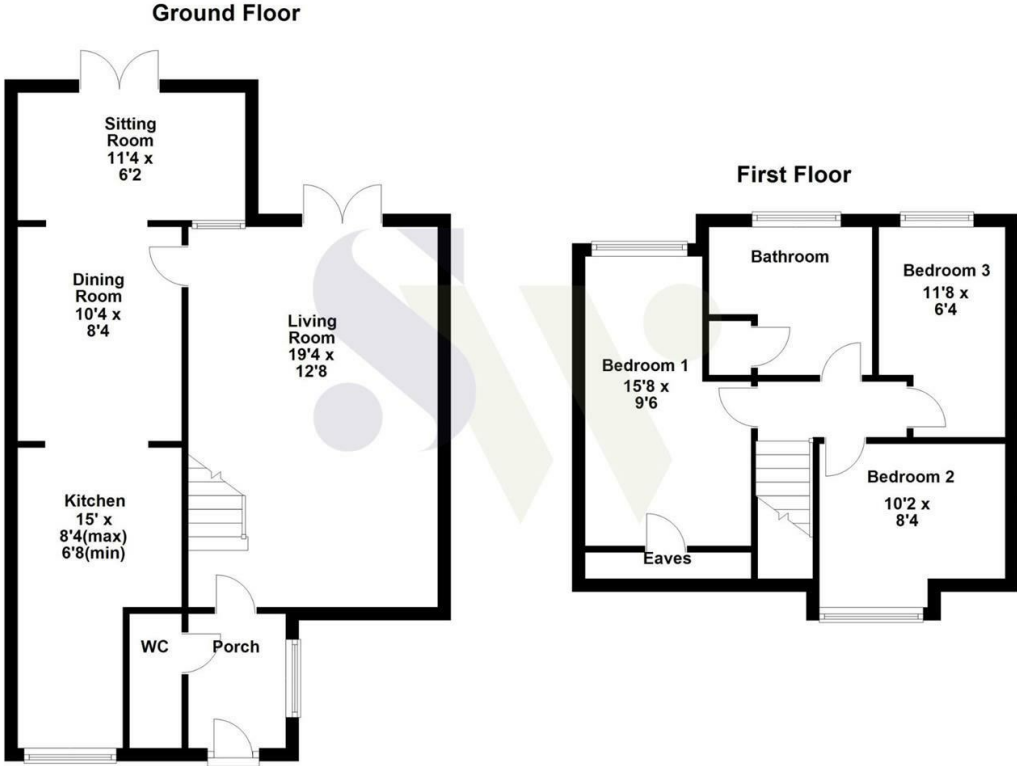 Ground Floor
Sitting
Room
11'4 x
6'2
Dining
Room
10'4 x
8'4
Living
Room
19'4 x
12'8
Kitchen
15' x
8'4(max)
6'8(min)
WC
Porch
First Floor
Bathroom
Bedroom 3
11'8 x
6'4
Bedroom 1
15'8 x
9'6
Bedroom 2
10'2 x
8'4
Eaves
SW